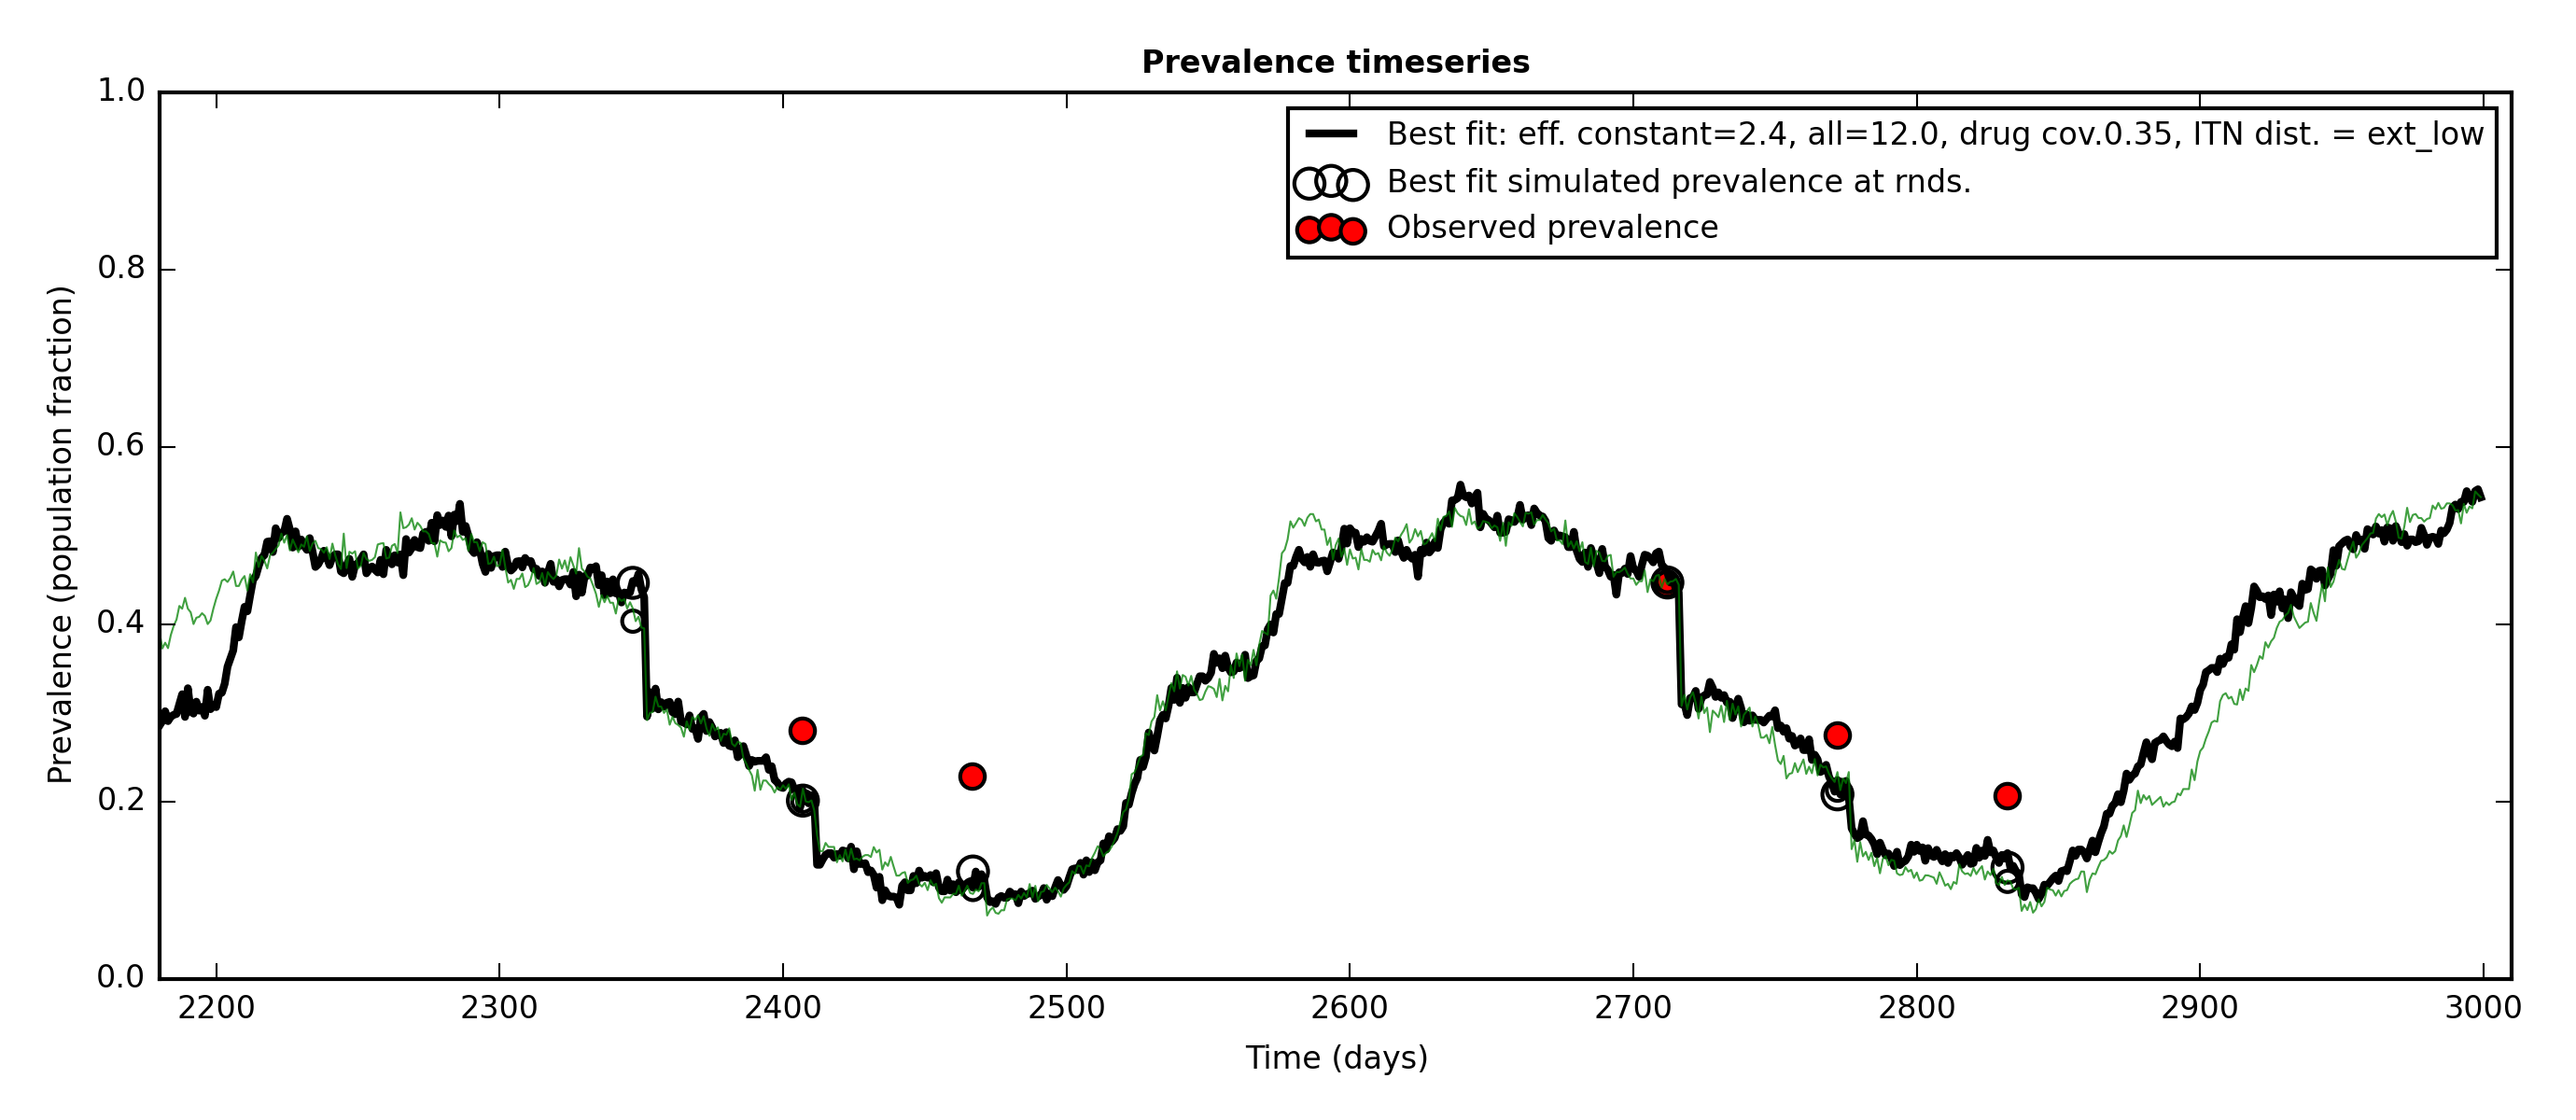 Prevalence timeseries
1.0
0.8
0.6
0.4
0.2
0.0
Prevalence (population fraction)
Best fit: eff. constant=2.4, all=12.0, drug cov.0.35, ITN dist. = ext_low
Best fit simulated prevalence at rnds.
Observed prevalence
2200 2300 2400 2500 2600 2700 2800 2900 3000
Time (days)